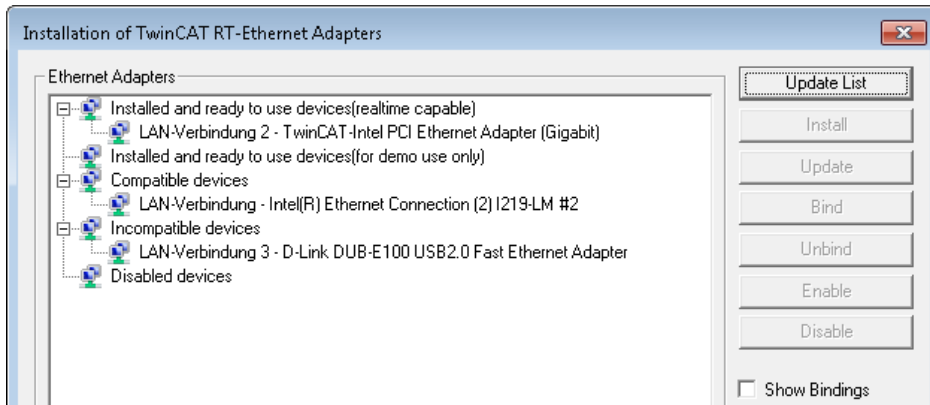 Installation of TwinCAT RT-Ethernet Adapters
Ethernet Adapters
Installed and ready to use devices(realtime capable)
LAN-Verbindung 2 - TwinCAT-Intel PCI Ethernet Adapter (Gigabit)
Installed and ready to use devices(for demo use only)
Compatible devices
LAN-Verbindung - Intel(R) Ethernet Connection (2) I219-LM #2
Incompatible devices
LAN-Verbindung 3 - D-Link DUB-E100 USB2.0 Fast Ethernet Adapter
Disabled devices
Update List
Install
Update
Bind
Unbind
Enable
Disable
Show Bindings